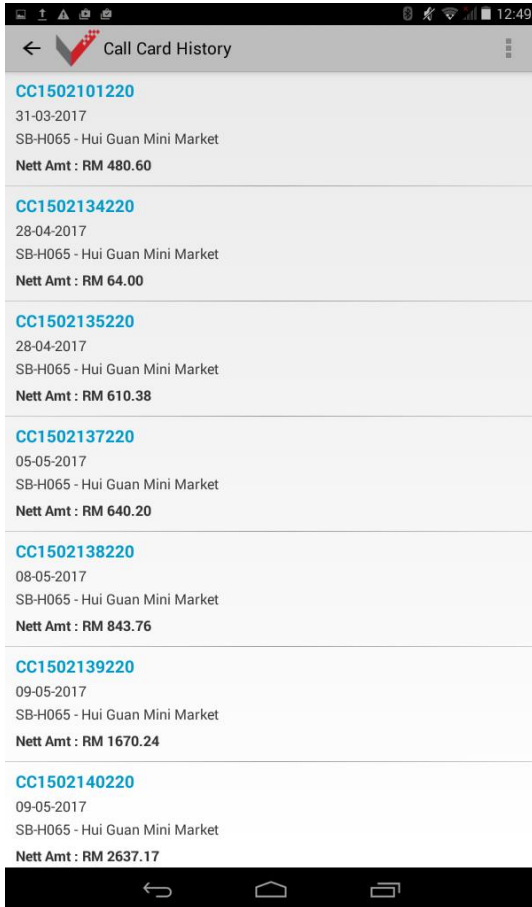 12:49
Call Card History
CC1502101220
31-03-2017
SB-H065 - Hui Guan Mini Market
Nett Amt : RM 480.60
CC1502134220
28-04-2017
SB-H065 - Hui Guan Mini Market
Nett Amt : RM 64.00
CC1502135220
28-04-2017
SB-H065 - Hui Guan Mini Market
Nett Amt : RM 610.38
CC1502137220
05-05-2017
SB-H065 - Hui Guan Mini Market
Nett Amt : RM 640.20
CC1502138220
08-05-2017
SB-H065 - Hui Guan Mini Market
Nett Amt : RM 843.76
CC1502139220
09-05-2017
SB-H065 - Hui Guan Mini Market
Nett Amt : RM 1670.24
CC1502140220
09-05-2017
SB-H065 - Hui Guan Mini Market
Nett Amt : RM 2637.17